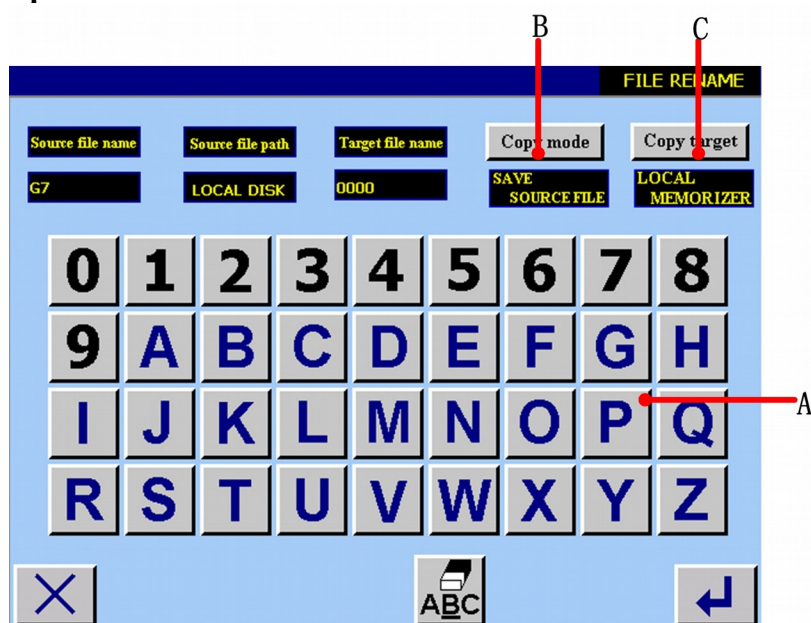 B C
FILE RENAME
Source file name Source file path Target file name Copy mode Copy target
G7 LOCAL DISK 0000 SAVE SOURCE FILE LOCAL MEMORIZER
0 1 2 3 4 5 6 7 8
9 A B C D E F G H
A
I J K L M N O P Q
R S T U V W X Y Z
ABC